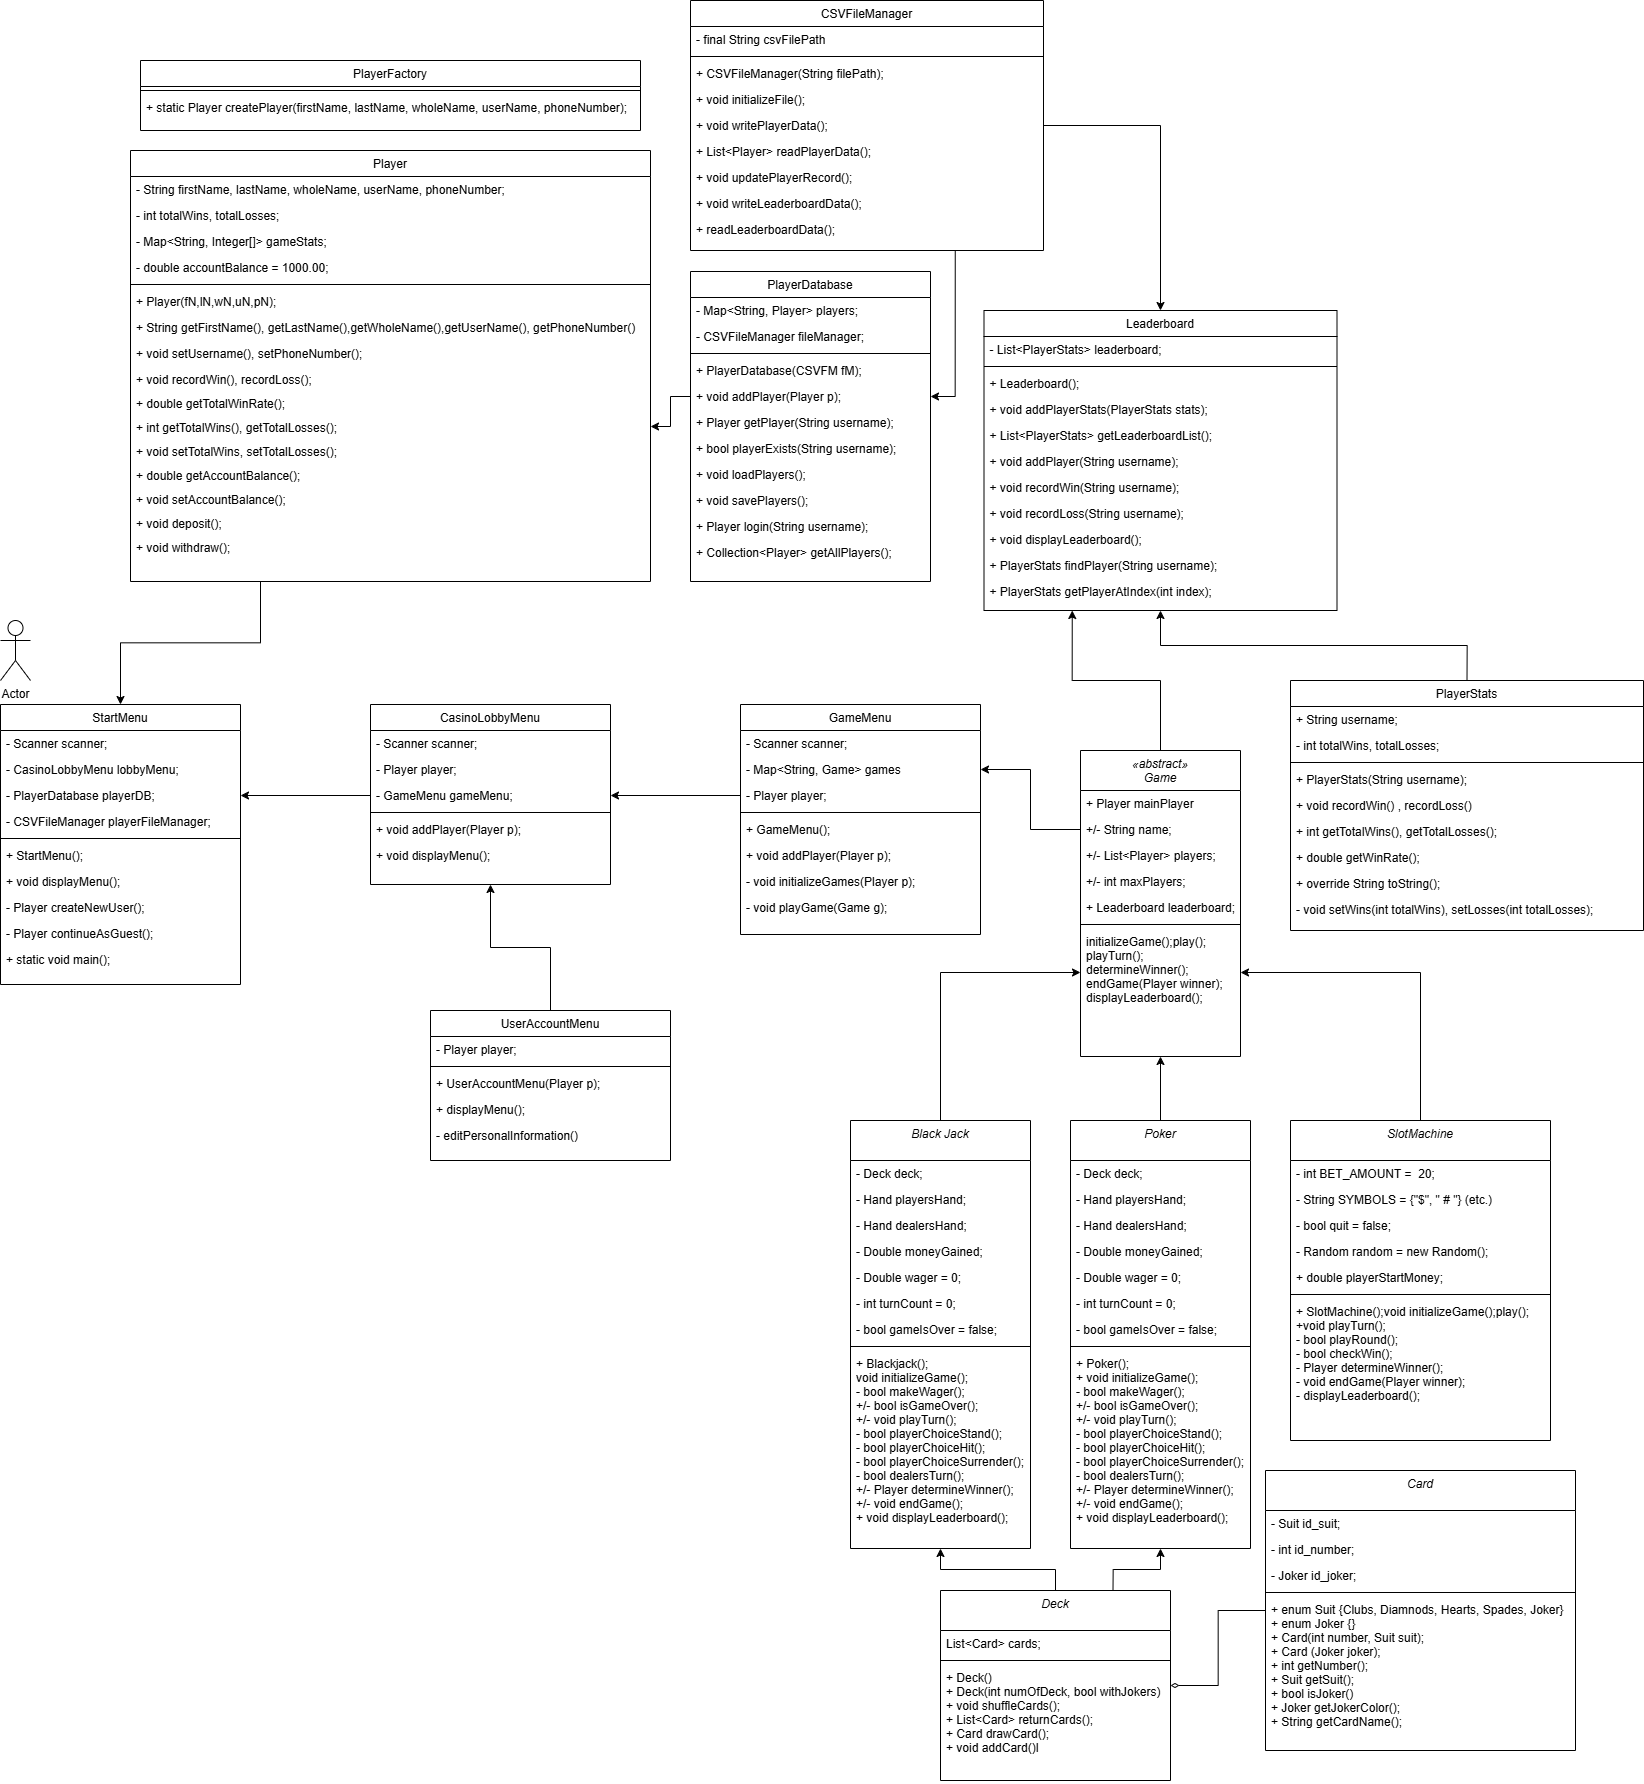 CSVFileManager
- final String csvFilePath
+ CSVFileManager(String filePath);
+ void initializeFile();
+ void writePlayerData();
+ List<Player> readPlayerData();
+ void updatePlayerRecord();
+ void writeLeaderboardData();
+ readLeaderboardData();
PlayerFactory
+ static Player createPlayer(firstName, lastName, wholeName, userName, phoneNumber);
Player
- String firstName, lastName, wholeName, userName, phoneNumber;
- int totalWins, totalLosses;
- Map<String, Integer[]> gameStats;
- double accountBalance = 1000.00;
+ Player(fN,lN,wN,uN,pN);
+ String getFirstName(), getLastName(),getWholeName(),getUserName(), getPhoneNumber()
+ void setUsername(), setPhoneNumber();
+ void recordWin(), recordLoss();
+ double getTotalWinRate();
+ int getTotalWins(), getTotalLosses();
+ void setTotalWins, setTotalLosses();
+ double getAccountBalance();
+ void setAccountBalance();
+ void deposit();
+ void withdraw();
PlayerDatabase
- Map<String, Player> players;
- CSVFileManager fileManager;
+ PlayerDatabase(CSVFM fM);
+ void addPlayer(Player p);
+ Player getPlayer(String username);
+ bool playerExists(String username);
+ void loadPlayers();
+ void savePlayers();
+ Player login(String username);
+ Collection<Player> getAllPlayers();
Leaderboard
- List<PlayerStats> leaderboard;
+ Leaderboard();
+ void addPlayerStats(PlayerStats stats);
+ List<PlayerStats> getLeaderboardList();
+ void addPlayer(String username);
+ void recordWin(String username);
+ void recordLoss(String username);
+ void displayLeaderboard();
+ PlayerStats findPlayer(String username);
+ PlayerStats getPlayerAtIndex(int index);
Actor
StartMenu
- Scanner scanner;
- CasinoLobbyMenu lobbyMenu;
- PlayerDatabase playerDB;
- CSVFileManager playerFileManager;
+ StartMenu();
+ void displayMenu();
- Player createNewUser();
- Player continueAsGuest();
+ static void main();
CasinoLobbyMenu
- Scanner scanner;
- Player player;
- GameMenu gameMenu;
+ void addPlayer(Player p);
+ void displayMenu();
GameMenu
- Scanner scanner;
- Map<String, Game> games
- Player player;
+ GameMenu();
+ void addPlayer(Player p);
- void initializeGames(Player p);
- void playGame(Game g);
«abstract»
Game
+ Player mainPlayer
+/- String name;
+/- List<Player> players;
+/- int maxPlayers;
+ Leaderboard leaderboard;
initializeGame();play();
playTurn();
determineWinner();
endGame(Player winner);
displayLeaderboard();
PlayerStats
+ String username;
- int totalWins, totalLosses;
+ PlayerStats(String username);
+ void recordWin() , recordLoss()
+ int getTotalWins(), getTotalLosses();
+ double getWinRate();
+ override String toString();
- void setWins(int totalWins), setLosses(int totalLosses);
UserAccountMenu
- Player player;
+ UserAccountMenu(Player p);
+ displayMenu();
- editPersonalInformation()
Black Jack
- Deck deck;
- Hand playersHand;
- Hand dealersHand;
- Double moneyGained;
- Double wager = 0;
- int turnCount = 0;
- bool gameIsOver = false;
+ Blackjack();
void initializeGame();
- bool makeWager();
+/- bool isGameOver();
+/- void playTurn();
- bool playerChoiceStand();
- bool playerChoiceHit();
- bool playerChoiceSurrender();
- bool dealersTurn();
+/- Player determineWinner();
+/- void endGame();
+ void displayLeaderboard();
Poker
- Deck deck;
- Hand playersHand;
- Hand dealersHand;
- Double moneyGained;
- Double wager = 0;
- int turnCount = 0;
- bool gameIsOver = false;
+ Poker();
+ void initializeGame();
- bool makeWager();
+/- bool isGameOver();
+/- void playTurn();
- bool playerChoiceStand();
- bool playerChoiceHit();
- bool playerChoiceSurrender();
- bool dealersTurn();
+/- Player determineWinner();
+/- void endGame();
+ void displayLeaderboard();
SlotMachine
- int BET_AMOUNT = 20;
- String SYMBOLS = {"$", " # "} (etc.)
- bool quit = false;
- Random random = new Random();
+ double playerStartMoney;
+ SlotMachine();void initializeGame();play();
+void playTurn();
- bool playRound();
- bool checkWin();
- Player determineWinner();
- void endGame(Player winner);
- displayLeaderboard();
Card
- Suit id_suit;
- int id_number;
- Joker id_joker;
+ enum Suit {Clubs, Diamnods, Hearts, Spades, Joker}
+ enum Joker {}
+ Card(int number, Suit suit);
+ Card (Joker joker);
+ int getNumber();
+ Suit getSuit();
+ bool isJoker()
+ Joker getJokerColor();
+ String getCardName();
Deck
List<Card> cards;
+ Deck()
+ Deck(int numOfDeck, bool withJokers)
+ void shuffleCards();
+ List<Card> returnCards();
+ Card drawCard();
+ void addCard()l